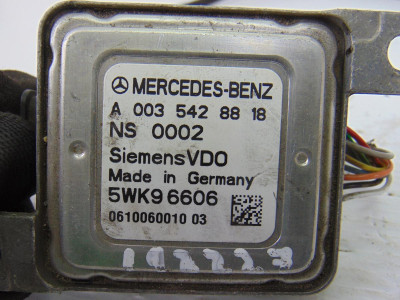 MERCEDES-BENZ
A 003 542 88 18
NS 0002
SiemensVDO
Made in Germany
5WK9 6606
0610060010 03